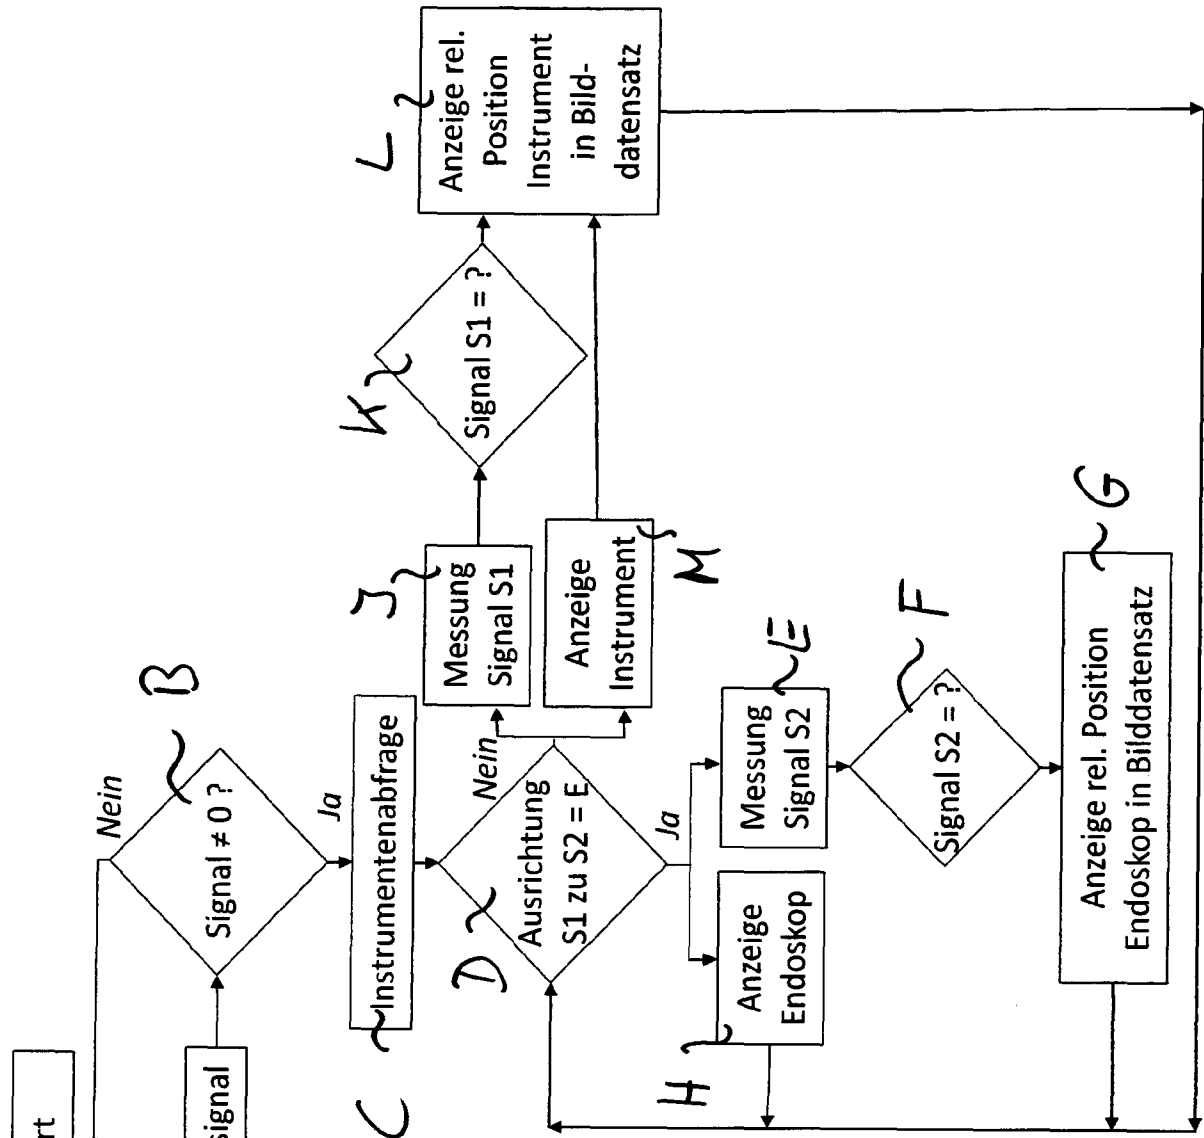 rt
signal
B
Nein
Signal ≠ 0 ?
Ja
C
Instrumentenabfrage
D
Ausrichtung
S1 zu S2 = E
Nein
Ja
J
Messung
Signal S1
K
Signal S1 = ?
L
Anzeige rel.
Position
Instrument
in Bild-
datensatz
M
Anzeige
Instrument
H
Anzeige
Endoskop
E
Messung
Signal S2
F
Signal S2 = ?
G
Anzeige rel. Position
Endoskop in Bilddatensatz